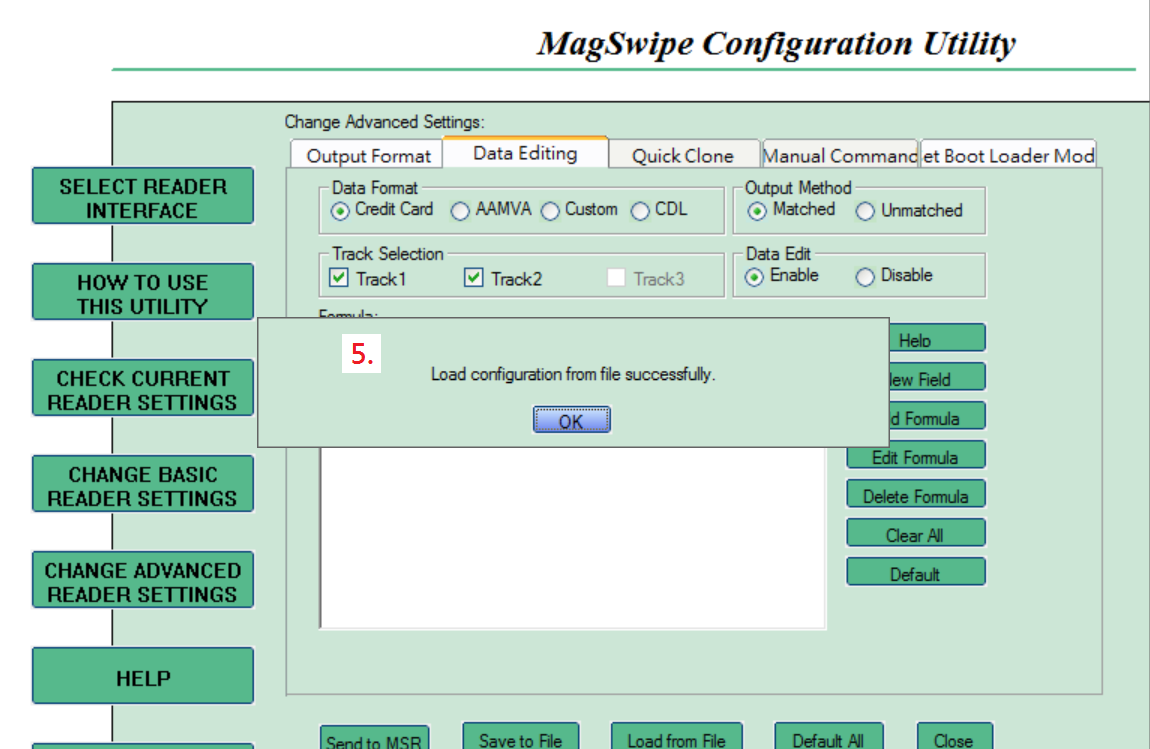 MagSwipe Configuration Utility
Change Advanced Settings:
Output Format Data Editing Quick Clone Manual Command et Boot Loader Mod
SELECT READER
INTERFACE
HOW TO USE
THIS UTILITY
CHECK CURRENT
READER SETTINGS
CHANGE BASIC
READER SETTINGS
CHANGE ADVANCED
READER SETTINGS
HELP
Data Format
Credit Card AAMVA Custom CDL
Output Method
Matched Unmatched
Track Selection
Track1 Track2 Track3
Data Edit
Enable Disable
Formula:
5.
Load configuration from file successfully.
OK
Help
ew Field
d Formula
Edit Formula
Delete Formula
Clear All
Default
Send to MSR Save to File Load from File Default All Close